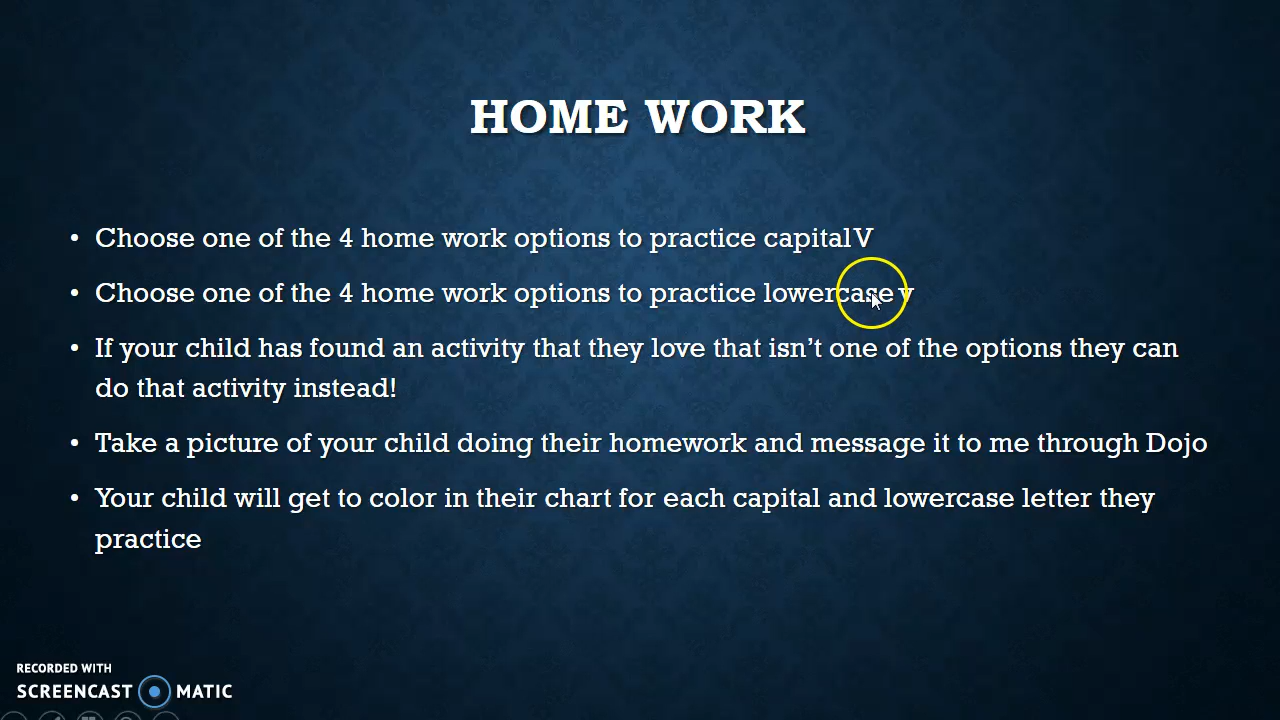 HOME WORK
• Choose one of the 4 home work options to practice capital V
• Choose one of the 4 home work options to practice lowercase v
• If your child has found an activity that they love that isn't one of the options they can
do that activity instead!
• Take a picture of your child doing their homework and message it to me through Dojo
• Your child will get to color in their chart for each capital and lowercase letter they
practice
RECORDED WITH
SCREENCAST MATIC